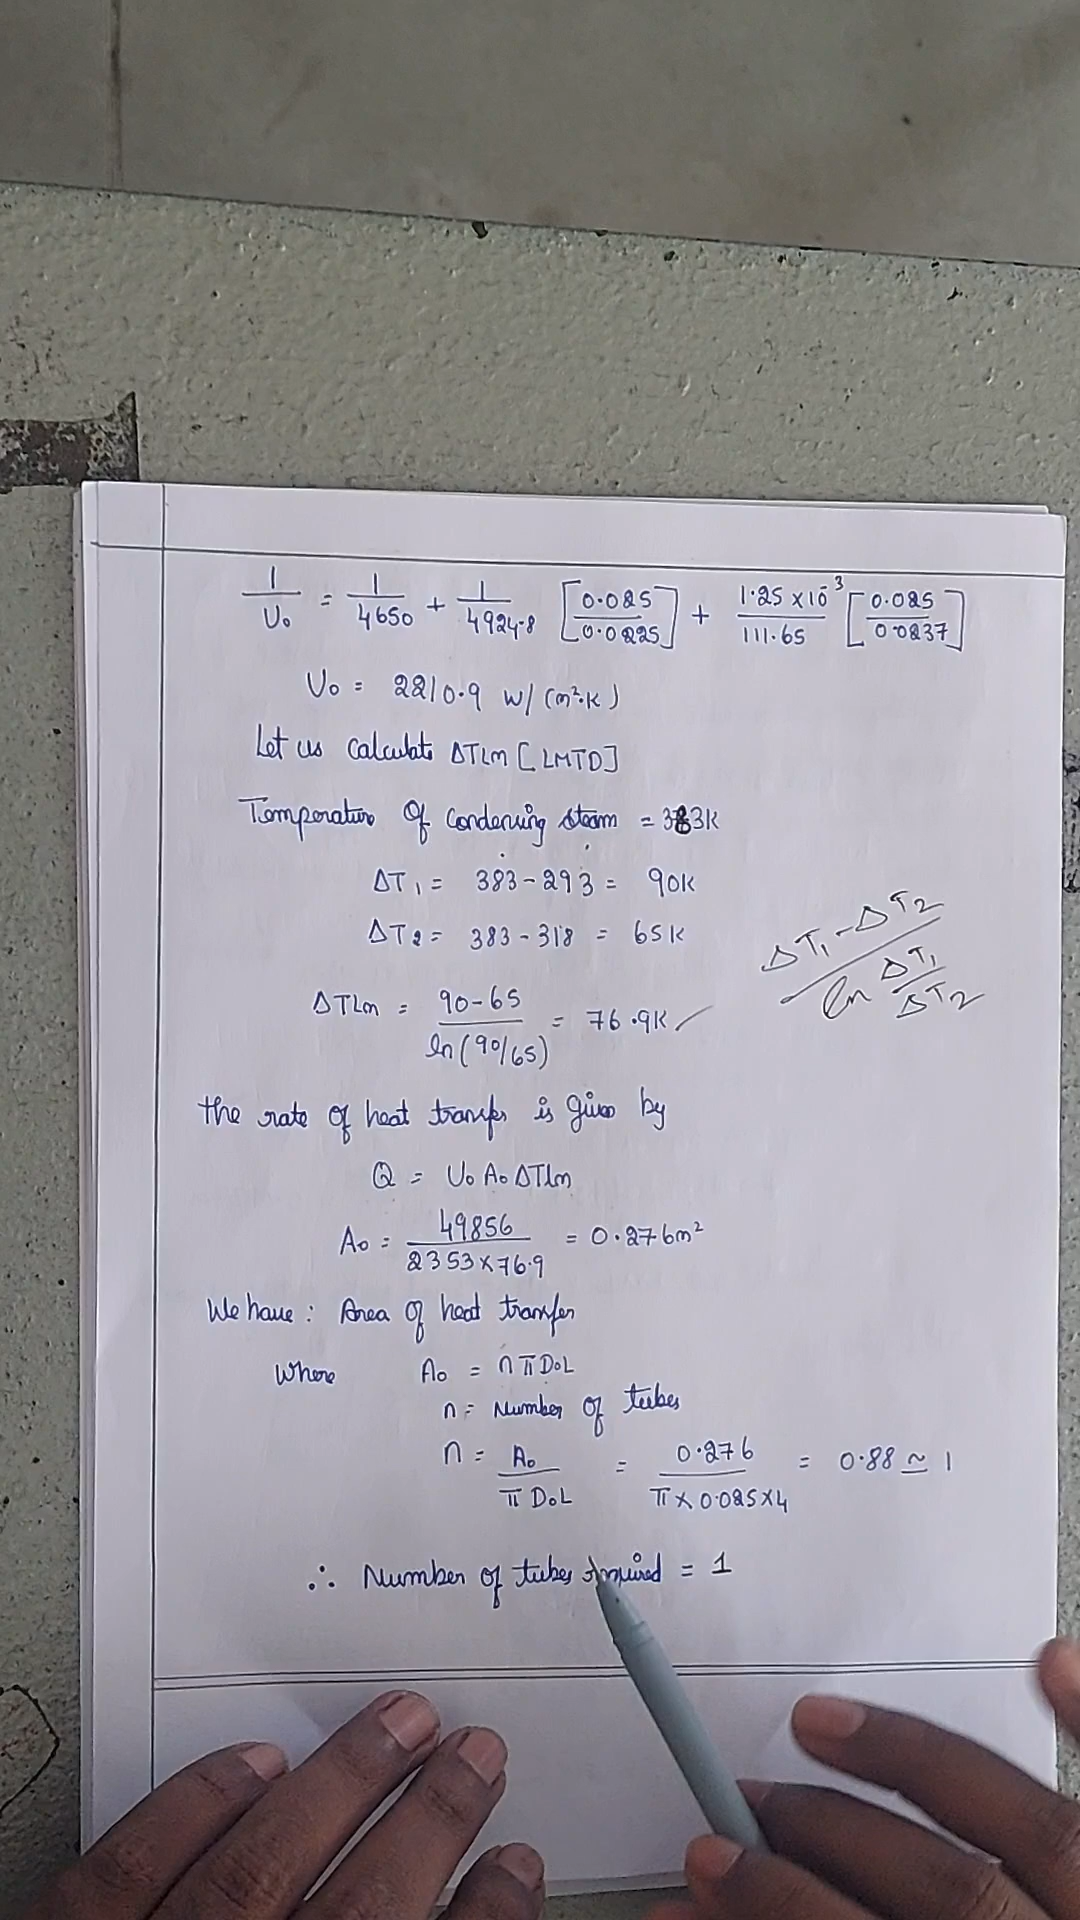 1/U₀ = 1/4650 + 1/4924.8 [0.025/0.0225] + 1.25 × 10⁻³/111.65 [0.025/0.0237]
U₀ = 2210.9 W/(m².K)
Let us calculate ΔTLm [LMTD]
Temperature of condensing steam = 383K
ΔT₁ = 383-293 = 90K
ΔT₂ = 383-318 = 65K
ΔT₁-ΔT₂ / ln ΔT₁/ΔT₂
ΔTLm = 90-65 / ln(90/65) = 76.9K
the rate of heat transfer is given by
Q = U₀ A₀ ΔTlm
A₀ = 49856 / 2353×76.9 = 0.276m²
We have: Area of heat transfer
Where A₀ = nπD₀L
n = Number of tubes
n = A₀/πD₀L = 0.276/π×0.025×4 = 0.88 ≃ 1
∴ Number of tubes required = 1